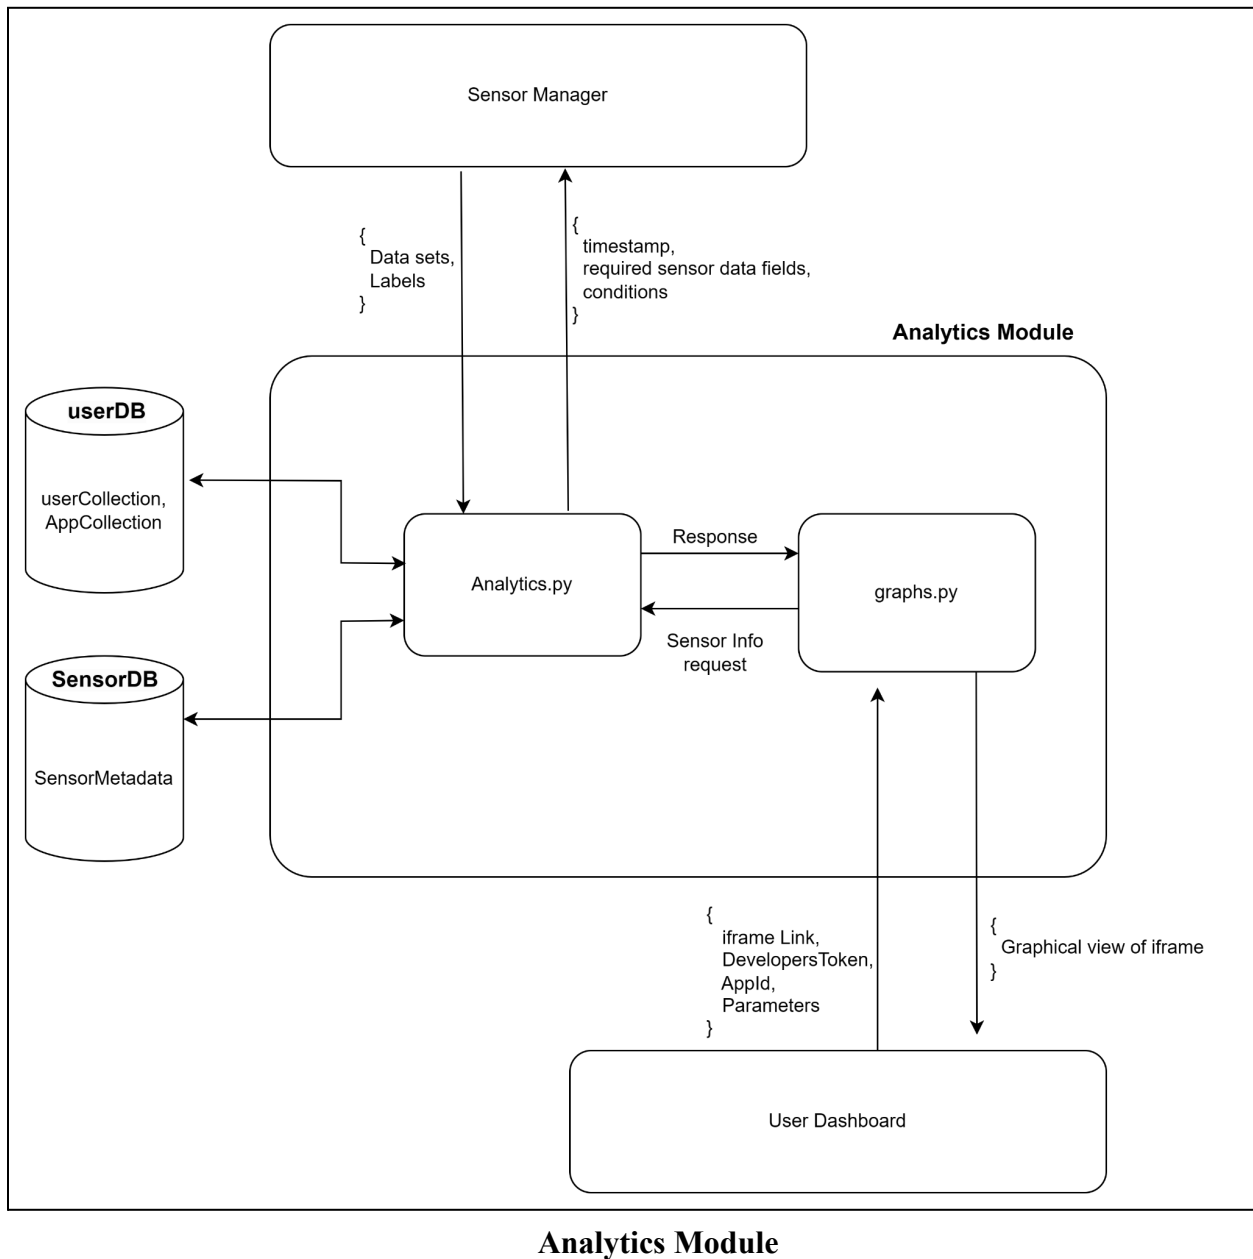 Sensor Manager
{
Data sets,
Labels
}
{
timestamp,
required sensor data fields,
conditions
}
Analytics Module
userDB
userCollection,
AppCollection
Analytics.py
Response
graphs.py
Sensor Info
request
SensorDB
SensorMetadata
{
iframe Link,
DevelopersToken,
AppId,
Parameters
}
{
Graphical view of iframe
}
User Dashboard
Analytics Module